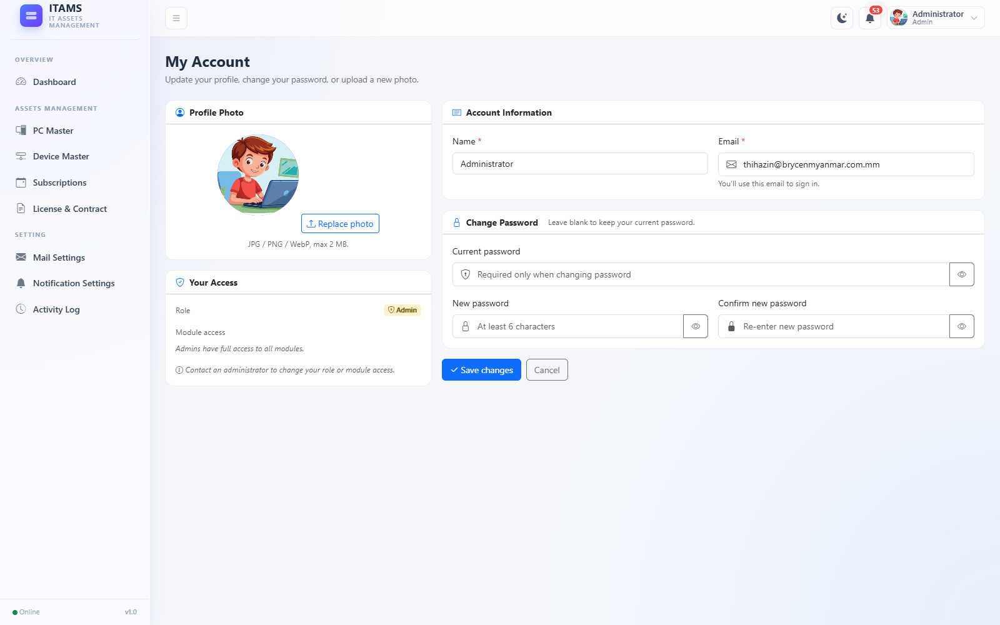 ITAMS
IT ASSETS
MANAGEMENT
OVERVIEW
Dashboard
ASSETS MANAGEMENT
PC Master
Device Master
Subscriptions
License & Contract
SETTING
Mail Settings
Notification Settings
Activity Log
Online
v1.0
53
Administrator
Admin
My Account
Update your profile, change your password, or upload a new photo.
Profile Photo
Replace photo
JPG / PNG / WebP, max 2 MB.
Your Access
Role
Admin
Module access
Admins have full access to all modules.
Contact an administrator to change your role or module access.
Account Information
Name *
Email *
Administrator
thihazin@brycenmyanmar.com.mm
You'll use this email to sign in.
Change Password Leave blank to keep your current password.
Current password
Required only when changing password
New password
Confirm new password
At least 6 characters
Re-enter new password
Save changes
Cancel